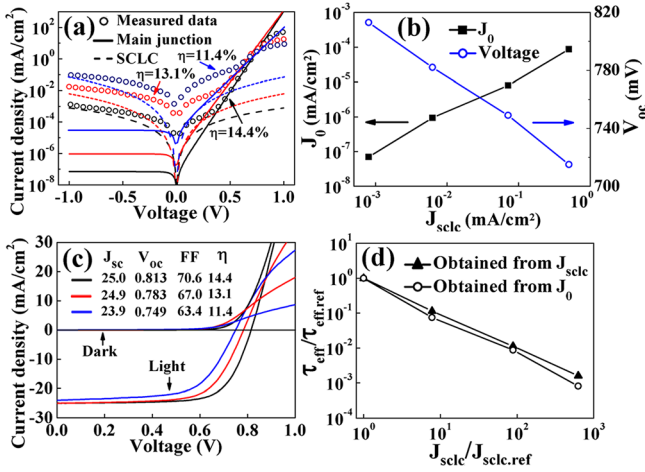 (a)
Measured data
Main junction
SCLC
η=11.4%
η=13.1%
η=14.4%
Current density (mA/cm²)
10² 10⁰ 10⁻² 10⁻⁴ 10⁻⁶ 10⁻⁸
-1.0 -0.5 0.0 0.5 1.0
Voltage (V)
(b)
J₀
Voltage
J₀ (mA/cm²)
10⁻² 10⁻³ 10⁻⁴ 10⁻⁵ 10⁻⁶ 10⁻⁷ 10⁻⁸
10⁻³ 10⁻² 10⁻¹
J_sclc (mA/cm²)
820 780 740 700
V_oc (mV)
(c)
J_sc V_oc FF η
25.0 0.813 70.6 14.4
24.9 0.783 67.0 13.1
23.9 0.749 63.4 11.4
Dark
Light
Current density (mA/cm²)
30 20 10 0 -10 -20 -30
0.0 0.2 0.4 0.6 0.8 1.0
Voltage (V)
(d)
Obtained from J_sclc
Obtained from J₀
τ_eff/τ_eff.ref
10¹ 10⁰ 10⁻¹ 10⁻² 10⁻³ 10⁻⁴
10⁰ 10¹ 10² 10³
J_sclc/J_sclc.ref